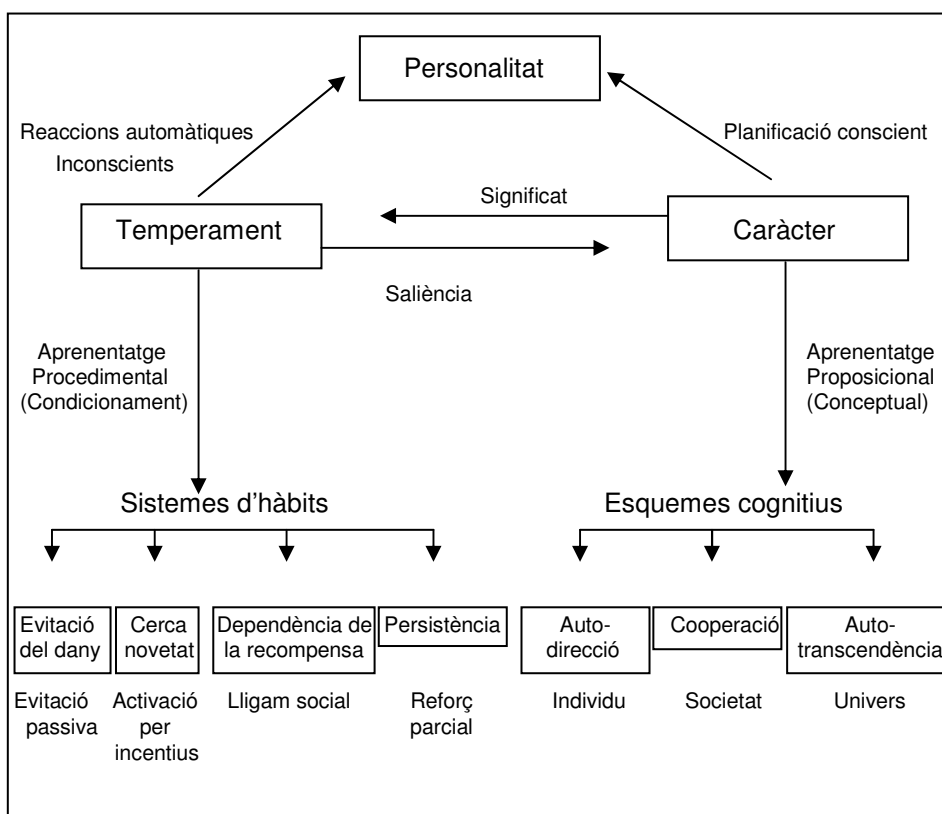 Personalitat
Reaccions automàtiques
Inconscients
Planificació conscient
Significat
Temperament
Caràcter
Saliència
Aprenentatge
Procedimental
(Condicionament)
Aprenentatge
Proposicional
(Conceptual)
Sistemes d’hàbits
Esquemes cognitius
Evitació
del dany
Cerca
novetat
Dependència de
la recompensa
Persistència
Auto-
direcció
Cooperació
Auto-
transcendència
Evitació
passiva
Activació
per
incentius
Lligam social
Reforç
parcial
Individu
Societat
Univers